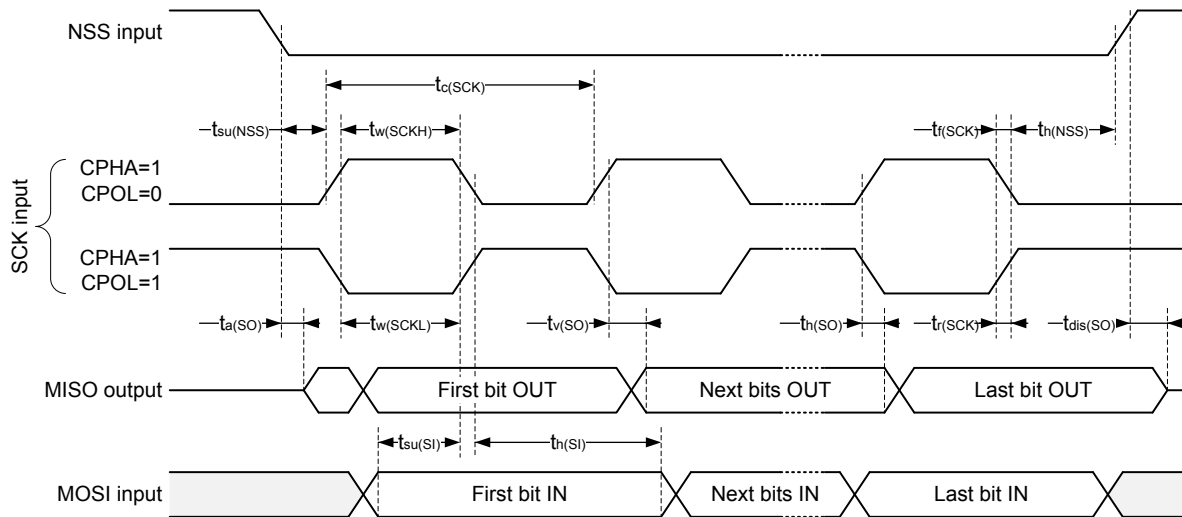 NSS input
tc(SCK)
tsu(NSS)
tw(SCKH)
tf(SCK)
th(NSS)
SCK input
CPHA=1
CPOL=0
CPHA=1
CPOL=1
ta(SO)
tw(SCKL)
tv(SO)
th(SO)
tr(SCK)
tdis(SO)
MISO output
First bit OUT
Next bits OUT
Last bit OUT
tsu(SI)
th(SI)
MOSI input
First bit IN
Next bits IN
Last bit IN